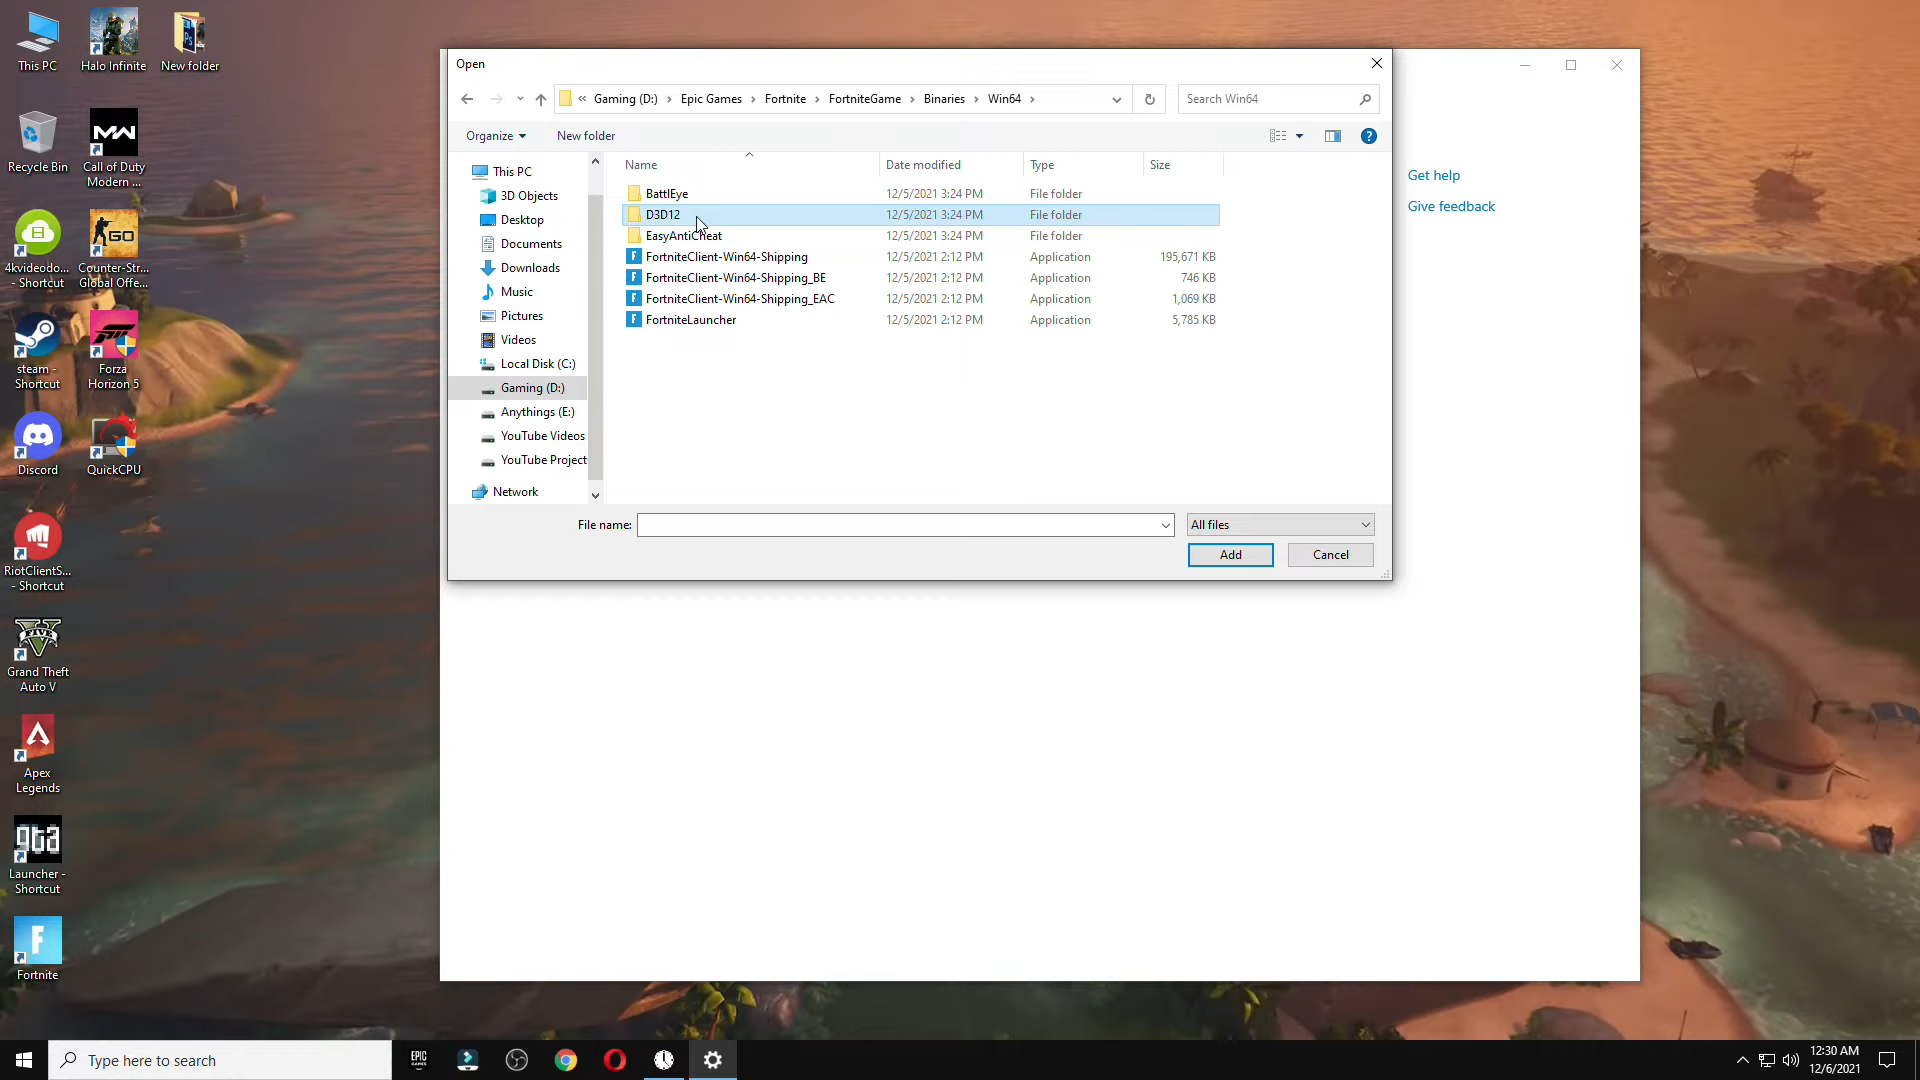 This PC
Halo Infinite
New folder
Recycle Bin
Call of Duty
Modern ...
4kvideodo...
- Shortcut
Counter-Str...
Global Offe...
steam -
Shortcut
Forza
Horizon 5
Discord
QuickCPU
RiotClientS...
- Shortcut
Grand Theft
Auto V
Apex
Legends
Launcher -
Shortcut
Fortnite
Open
« Gaming (D:) › Epic Games › Fortnite › FortniteGame › Binaries › Win64 ›
Search Win64
Organize
New folder
This PC
3D Objects
Desktop
Documents
Downloads
Music
Pictures
Videos
Local Disk (C:)
Gaming (D:)
Anythings (E:)
YouTube Videos
YouTube Project
Network
Name Date modified Type Size
BattlEye 12/5/2021 3:24 PM File folder
D3D12 12/5/2021 3:24 PM File folder
EasyAntiCheat 12/5/2021 3:24 PM File folder
FortniteClient-Win64-Shipping 12/5/2021 2:12 PM Application 195,671 KB
FortniteClient-Win64-Shipping_BE 12/5/2021 2:12 PM Application 746 KB
FortniteClient-Win64-Shipping_EAC 12/5/2021 2:12 PM Application 1,069 KB
FortniteLauncher 12/5/2021 2:12 PM Application 5,785 KB
File name:
All files
Add
Cancel
Get help
Give feedback
MW
GO
FIVE
gta
F
EPIC
GAMES
Type here to search
12:30 AM
12/6/2021